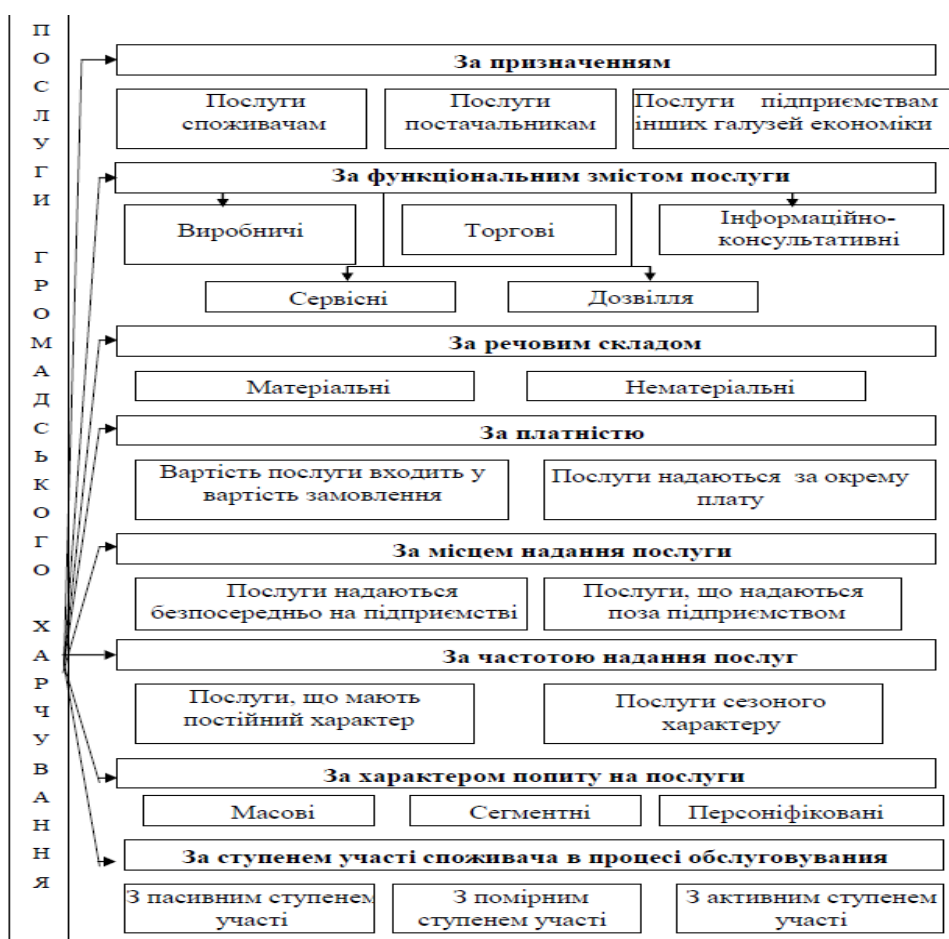 ПОСЛУГИ ГРОМАДСЬКОГО ХАРЧУВАННЯ
За призначенням
Послуги
споживачам
Послуги
постачальникам
Послуги підприємствам
інших галузей економіки
За функціональним змістом послуги
Виробничі
Торгові
Інформаційно-
консультативні
Сервісні
Дозвілля
За речовим складом
Матеріальні
Нематеріальні
За платністю
Вартість послуги входить у
вартість замовлення
Послуги надаються за окрему
плату
За місцем надання послуги
Послуги надаються
безпосередньо на підприємстві
Послуги, що надаються
поза підприємством
За частотою надання послуг
Послуги, що мають
постійний характер
Послуги сезоного
характеру
За характером попиту на послуги
Масові
Сегментні
Персоніфіковані
За ступенем участі споживача в процесі обслуговування
З пасивним ступенем
участі
З помірним
ступенем участі
З активним ступенем
участі